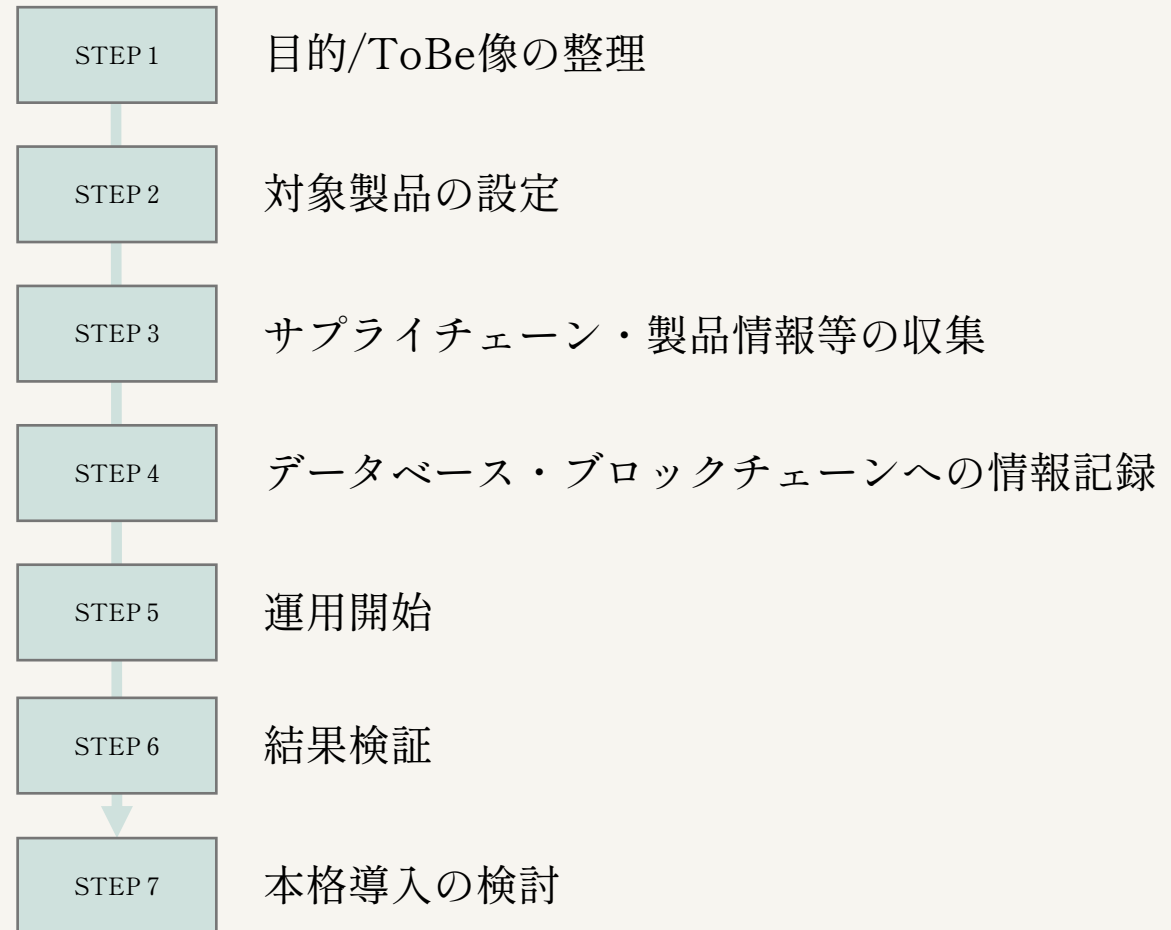 STEP 1 目的/ToBe像の整理
STEP 2 対象製品の設定
STEP 3 サプライチェーン・製品情報等の収集
STEP 4 データベース・ブロックチェーンへの情報記録
STEP 5 運用開始
STEP 6 結果検証
STEP 7 本格導入の検討